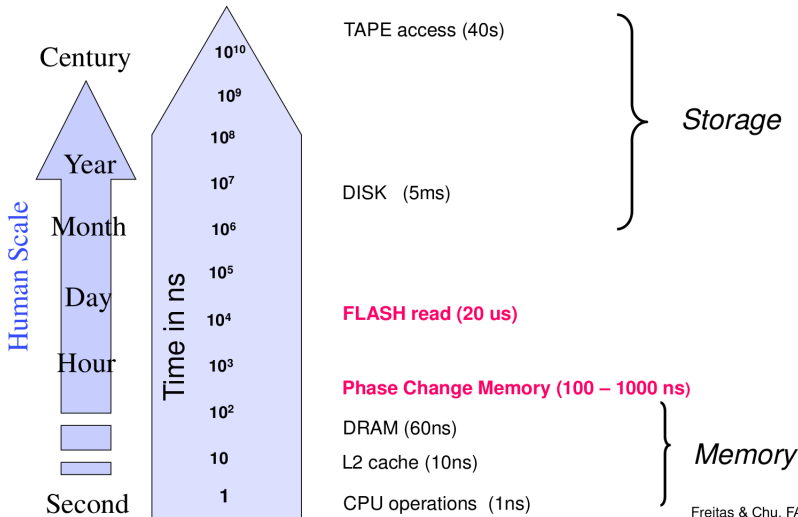 Century
Year
Month
Day
Hour
Second
Human Scale
10¹⁰
10⁹
10⁸
10⁷
10⁶
10⁵
10⁴
10³
10²
10
1
Time in ns
TAPE access (40s)
DISK (5ms)
FLASH read (20 us)
Phase Change Memory (100 – 1000 ns)
DRAM (60ns)
L2 cache (10ns)
CPU operations (1ns)
Storage
Memory
Freitas & Chu, FA